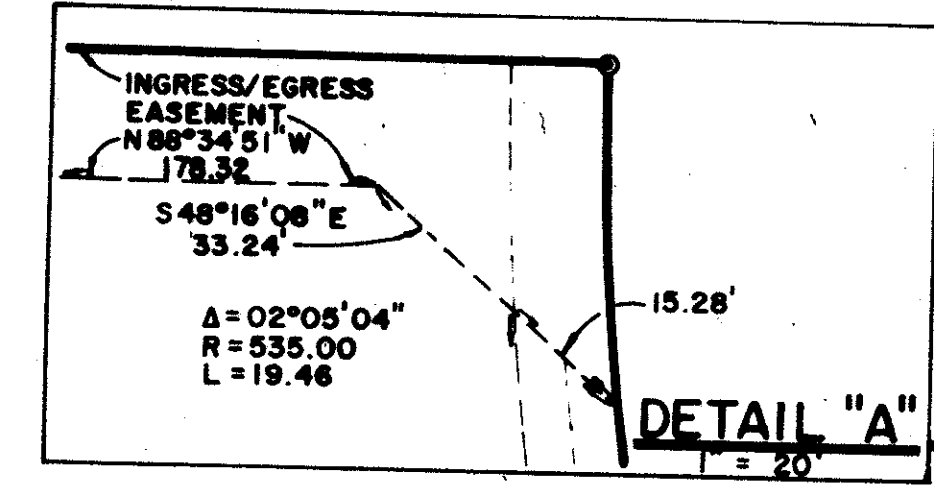 INGRESS/EGRESS
EASEMENT
N 88°34'51" W
178.32
S 48°16'08" E
33.24'
15.28'
Δ = 02°05'04"
R = 535.00
L = 19.46
DETAIL "A"
1" = 20'